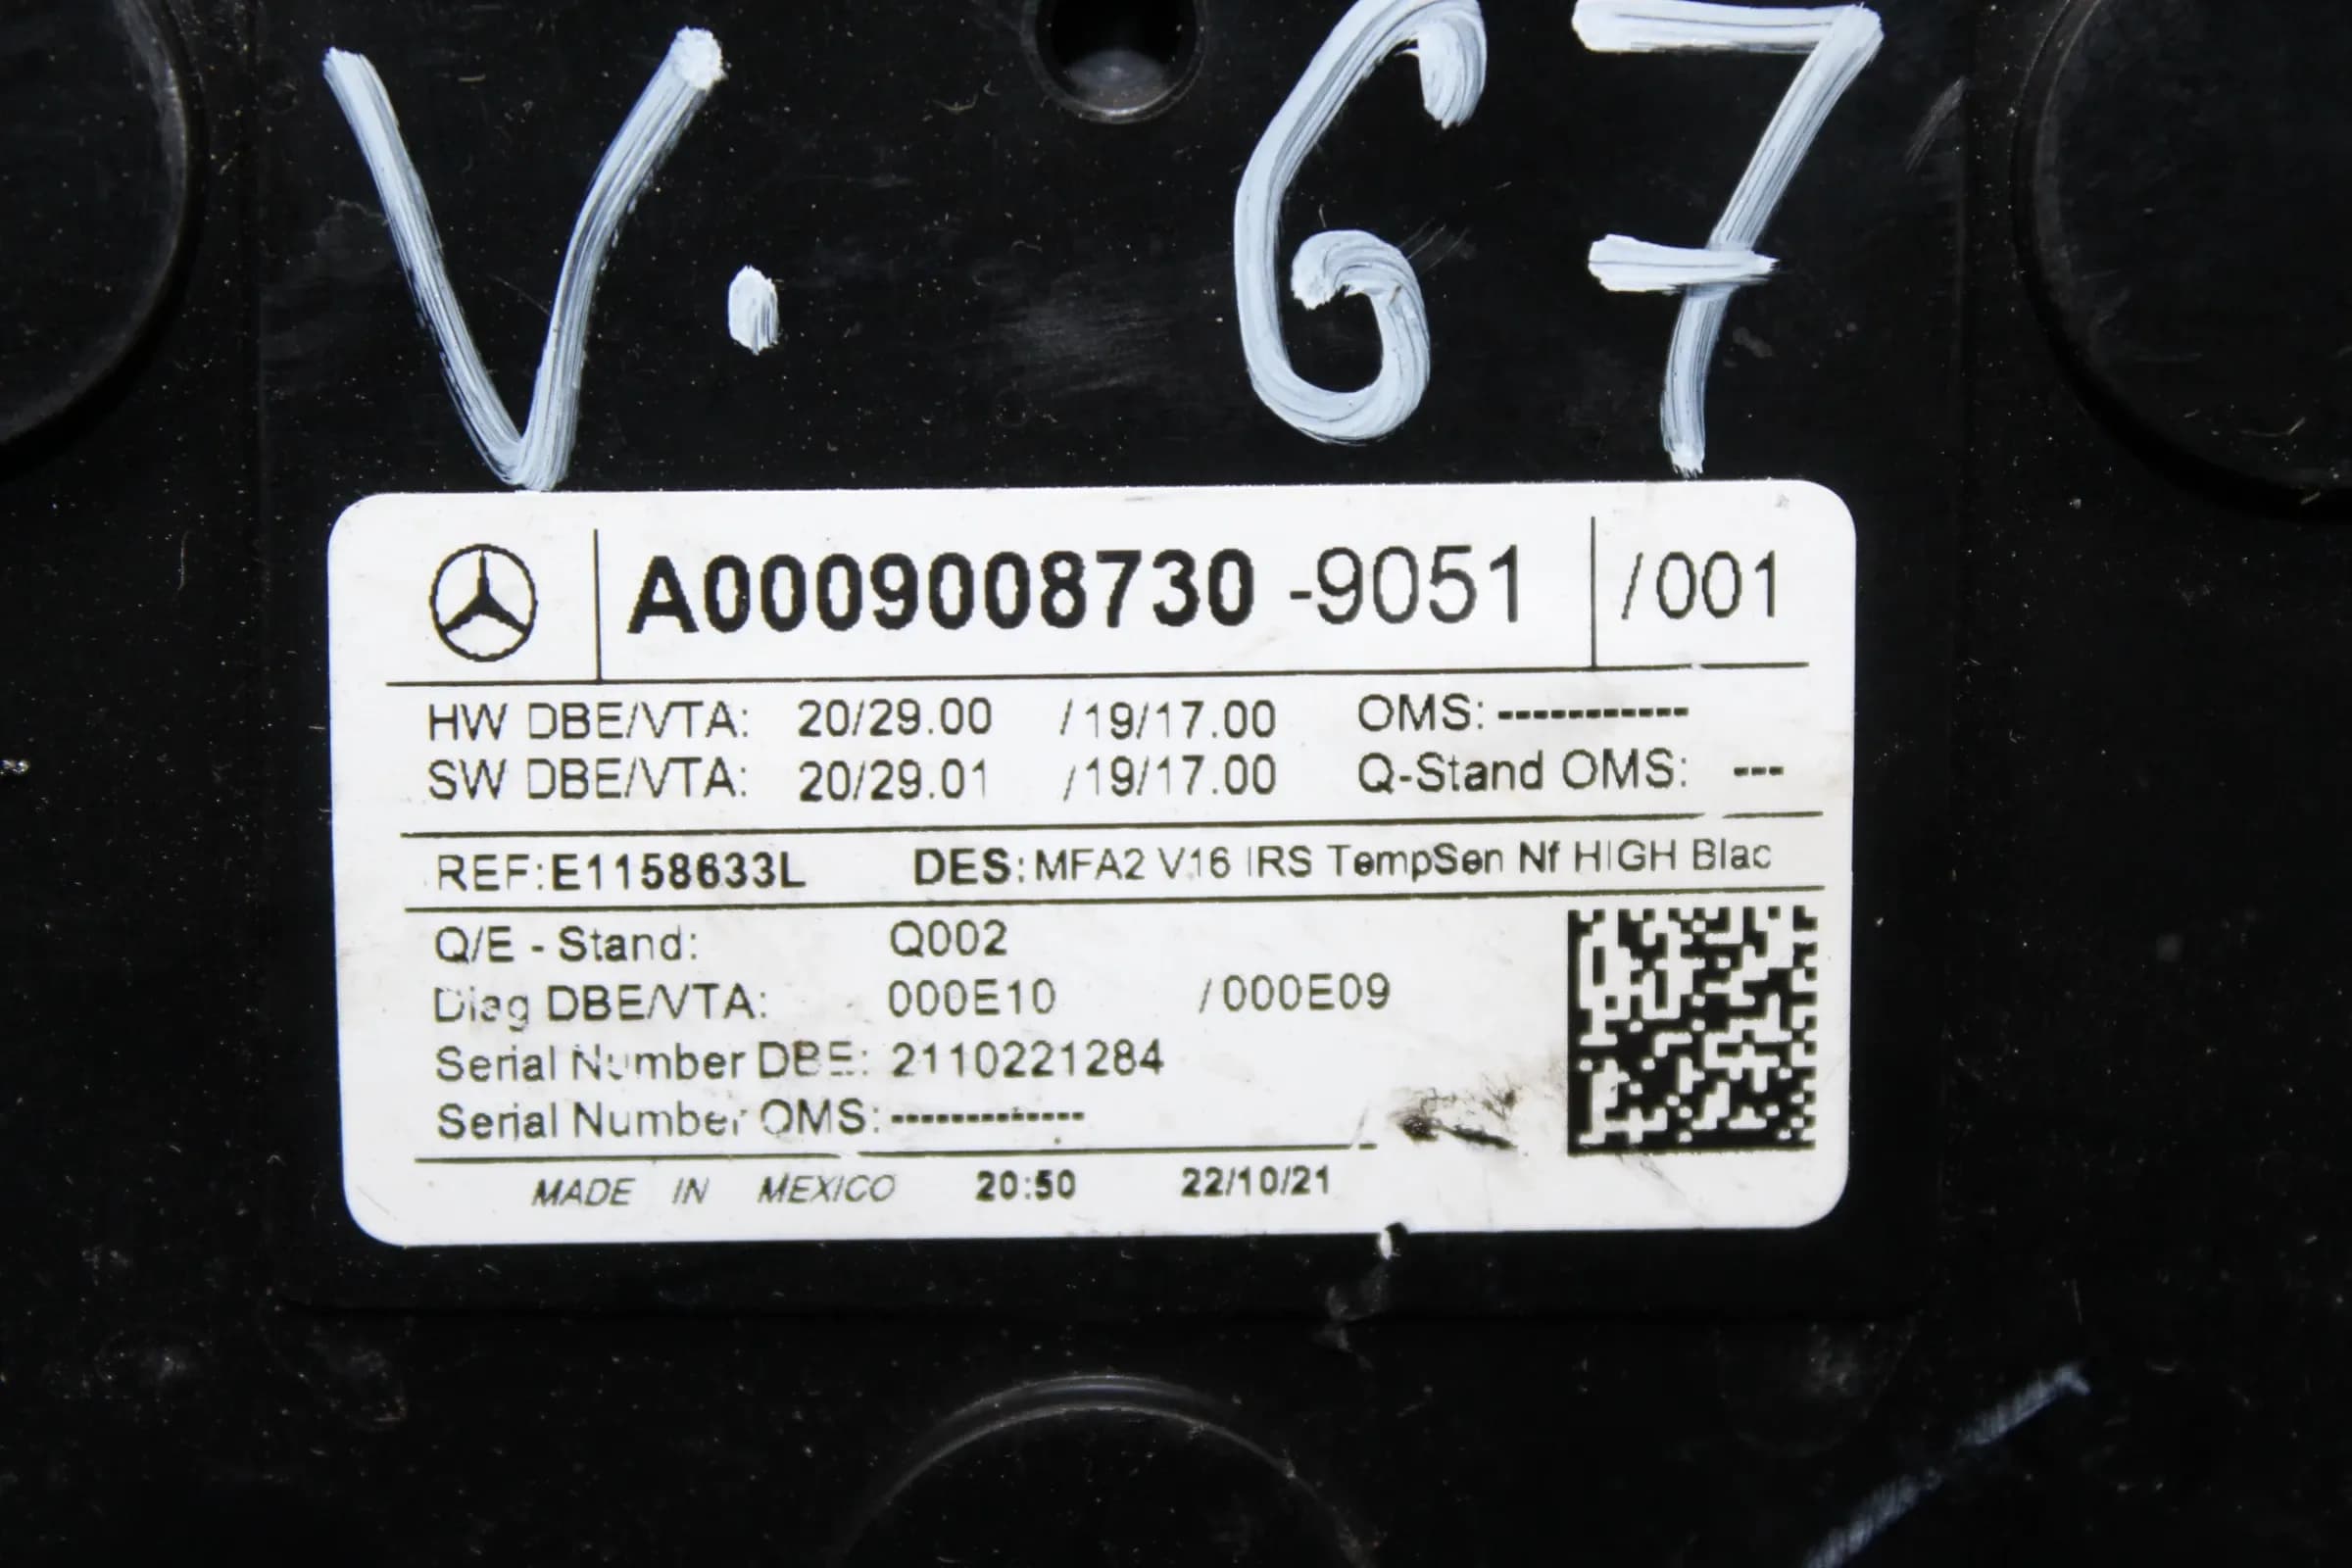 V. 67
A0009008730 -9051 /001
HW DBE/VTA: 20/29.00 /19/17.00 OMS: -----------
SW DBE/VTA: 20/29.01 /19/17.00 Q-Stand OMS: ---
REF:E1158633L DES: MFA2 V16 IRS TempSen Nf HIGH Blac
Q/E - Stand: Q002
Diag DBE/VTA: 000E10 /000E09
Serial Number DBE: 2110221284
Serial Number OMS: -------------
MADE IN MEXICO 20:50 22/10/21